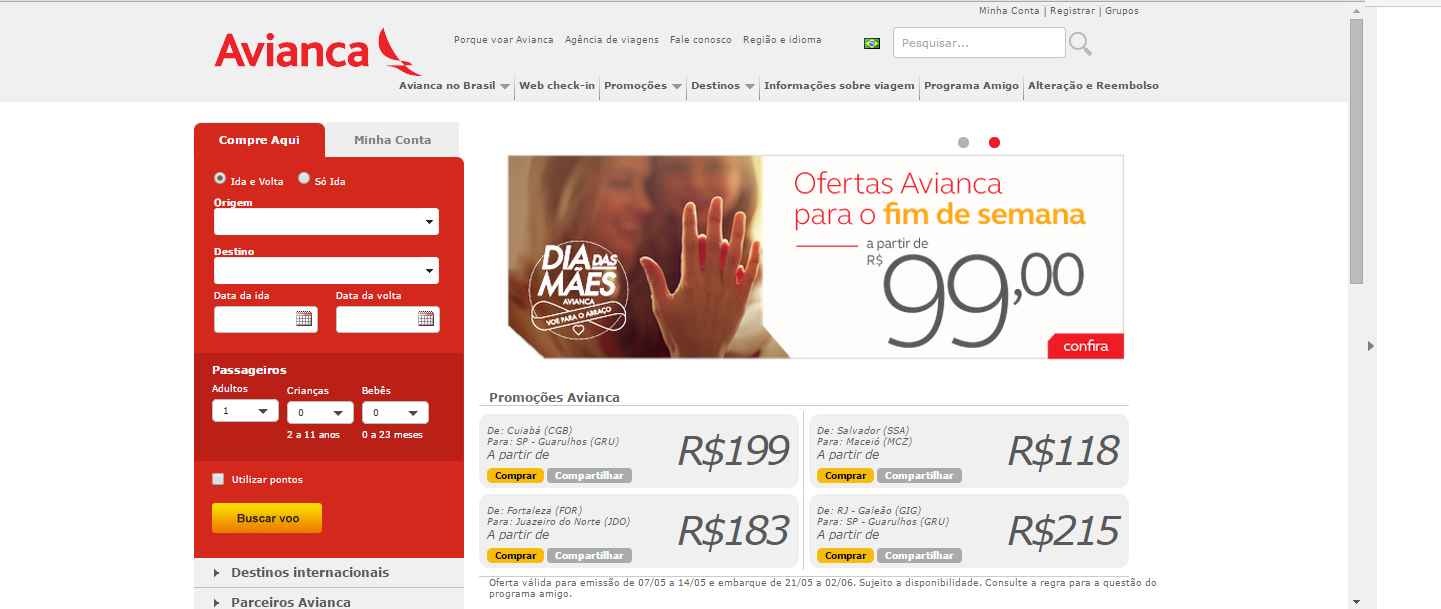 Minha Conta | Registrar | Grupos
Avianca
Porque voar Avianca Agência de viagens Fale conosco Região e idioma
Pesquisar...
Avianca no Brasil Web check-in Promoções Destinos Informações sobre viagem Programa Amigo Alteração e Reembolso
Compre Aqui Minha Conta
Ida e Volta Só Ida
Origem
Destino
Data da ida Data da volta
Passageiros
Adultos Crianças Bebês
1 0 0
2 a 11 anos 0 a 23 meses
Utilizar pontos
Buscar voo
Destinos internacionais
Parceiros Avianca
DIA DAS
MÃES
AVIANCA
VOE PARA O ABRAÇO
Ofertas Avianca
para o fim de semana
a partir de
R$ 99,00
confira
Promoções Avianca
De: Cuiabá (CGB)
Para: SP - Guarulhos (GRU)
A partir de
R$199
Comprar Compartilhar
De: Salvador (SSA)
Para: Maceió (MCZ)
A partir de
R$118
Comprar Compartilhar
De: Fortaleza (FOR)
Para: Juazeiro do Norte (JDO)
A partir de
R$183
Comprar Compartilhar
De: RJ - Galeão (GIG)
Para: SP - Guarulhos (GRU)
A partir de
R$215
Comprar Compartilhar
Oferta válida para emissão de 07/05 a 14/05 e embarque de 21/05 a 02/06. Sujeito a disponibilidade. Consulte a regra para a questão do
programa amigo.